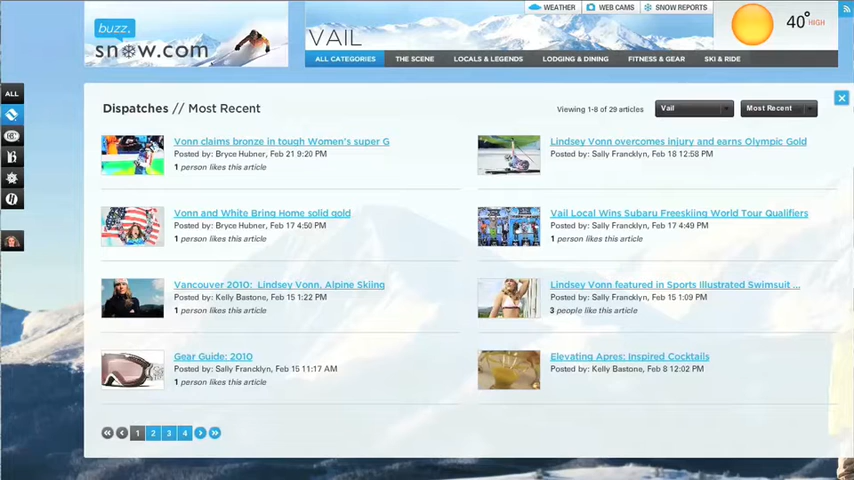 WEATHER WEB CAMS SNOW REPORTS
buzz.
snow.com
VAIL
40° HIGH
ALL CATEGORIES THE SCENE LOCALS & LEGENDS LODGING & DINING FITNESS & GEAR SKI & RIDE
ALL
Dispatches // Most Recent
Viewing 1-8 of 29 articles
Vail
Most Recent
Vonn claims bronze in tough Women's super G
Posted by: Bryce Hubner, Feb 21 9:20 PM
1 person likes this article
Lindsey Vonn overcomes injury and earns Olympic Gold
Posted by: Sally Francklyn, Feb 18 12:58 PM
Vonn and White Bring Home solid gold
Posted by: Bryce Hubner, Feb 17 4:50 PM
1 person likes this article
Vail Local Wins Subaru Freeskiing World Tour Qualifiers
Posted by: Sally Francklyn, Feb 17 4:49 PM
1 person likes this article
Vancouver 2010: Lindsey Vonn, Alpine Skiing
Posted by: Kelly Bastone, Feb 15 1:22 PM
1 person likes this article
Lindsey Vonn featured in Sports Illustrated Swimsuit ...
Posted by: Sally Francklyn, Feb 15 1:09 PM
3 people like this article
Gear Guide: 2010
Posted by: Sally Francklyn, Feb 15 11:17 AM
1 person likes this article
Elevating Apres: Inspired Cocktails
Posted by: Kelly Bastone, Feb 8 12:02 PM
1 2 3 4